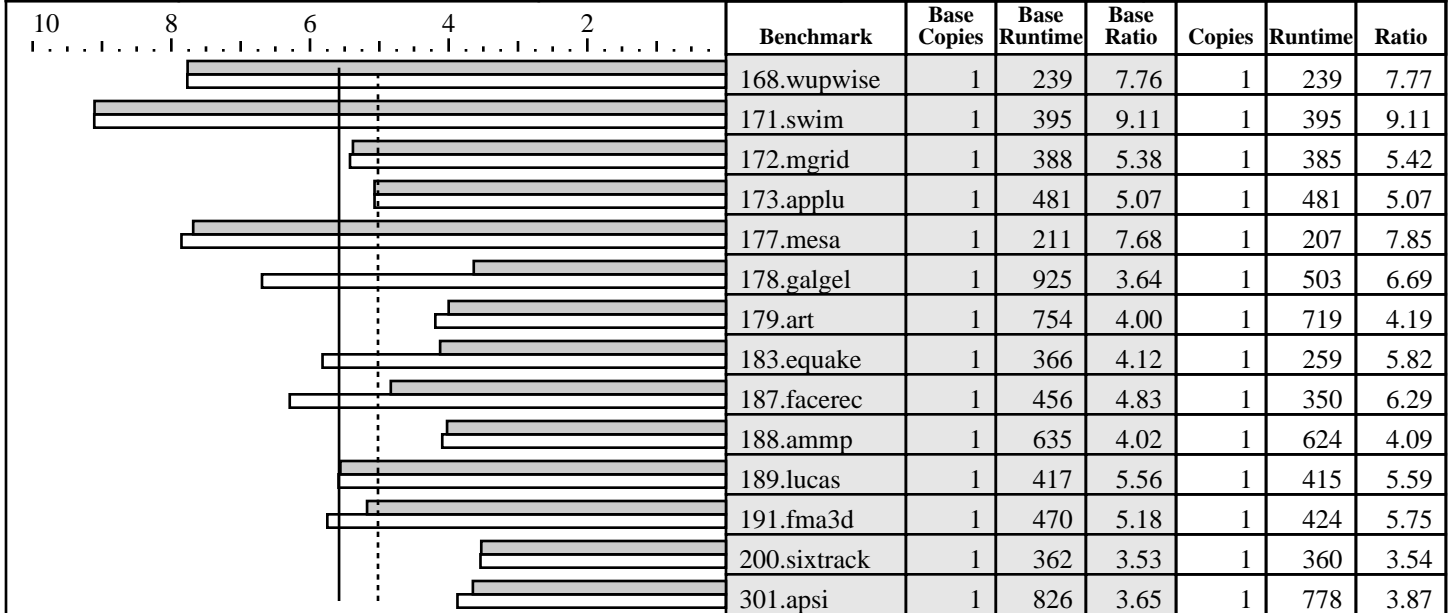 10 8 6 4 2
Benchmark Base Copies Base Runtime Base Ratio Copies Runtime Ratio
168.wupwise 1 239 7.76 1 239 7.77
171.swim 1 395 9.11 1 395 9.11
172.mgrid 1 388 5.38 1 385 5.42
173.applu 1 481 5.07 1 481 5.07
177.mesa 1 211 7.68 1 207 7.85
178.galgel 1 925 3.64 1 503 6.69
179.art 1 754 4.00 1 719 4.19
183.equake 1 366 4.12 1 259 5.82
187.facerec 1 456 4.83 1 350 6.29
188.ammp 1 635 4.02 1 624 4.09
189.lucas 1 417 5.56 1 415 5.59
191.fma3d 1 470 5.18 1 424 5.75
200.sixtrack 1 362 3.53 1 360 3.54
301.apsi 1 826 3.65 1 778 3.87